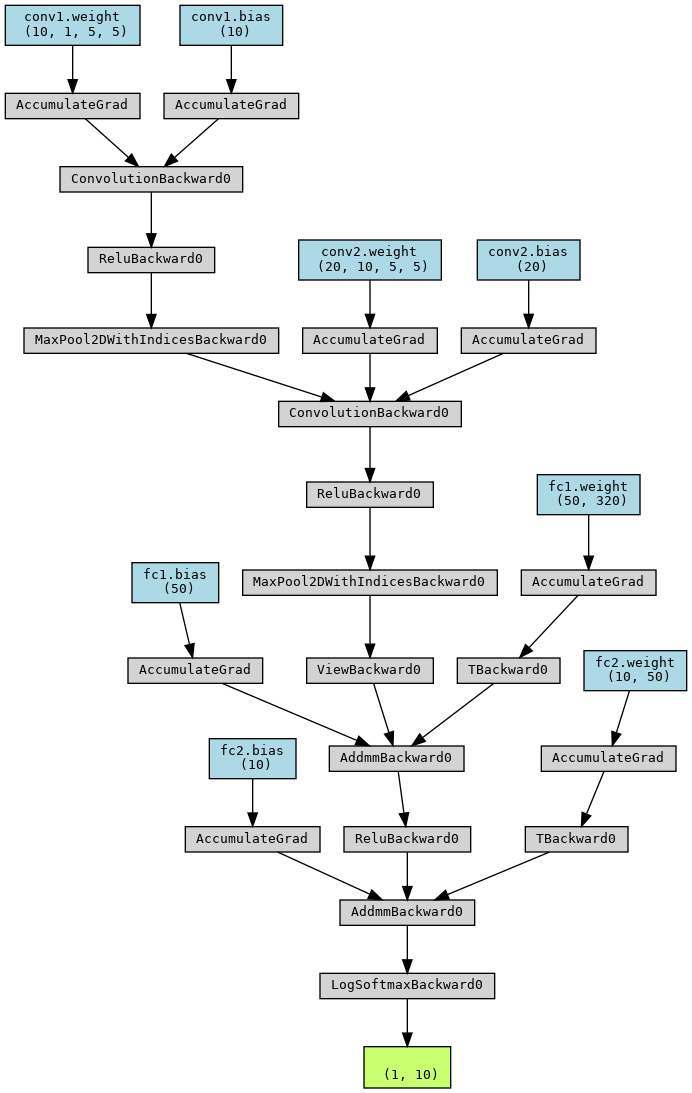 conv1.weight
(10, 1, 5, 5)
conv1.bias
(10)
AccumulateGrad
AccumulateGrad
ConvolutionBackward0
ReluBackward0
conv2.weight
(20, 10, 5, 5)
conv2.bias
(20)
MaxPool2DWithIndicesBackward0
AccumulateGrad
AccumulateGrad
ConvolutionBackward0
ReluBackward0
fc1.weight
(50, 320)
fc1.bias
(50)
MaxPool2DWithIndicesBackward0
AccumulateGrad
AccumulateGrad
ViewBackward0
TBackward0
fc2.weight
(10, 50)
fc2.bias
(10)
AddmmBackward0
AccumulateGrad
AccumulateGrad
ReluBackward0
TBackward0
AddmmBackward0
LogSoftmaxBackward0
(1, 10)